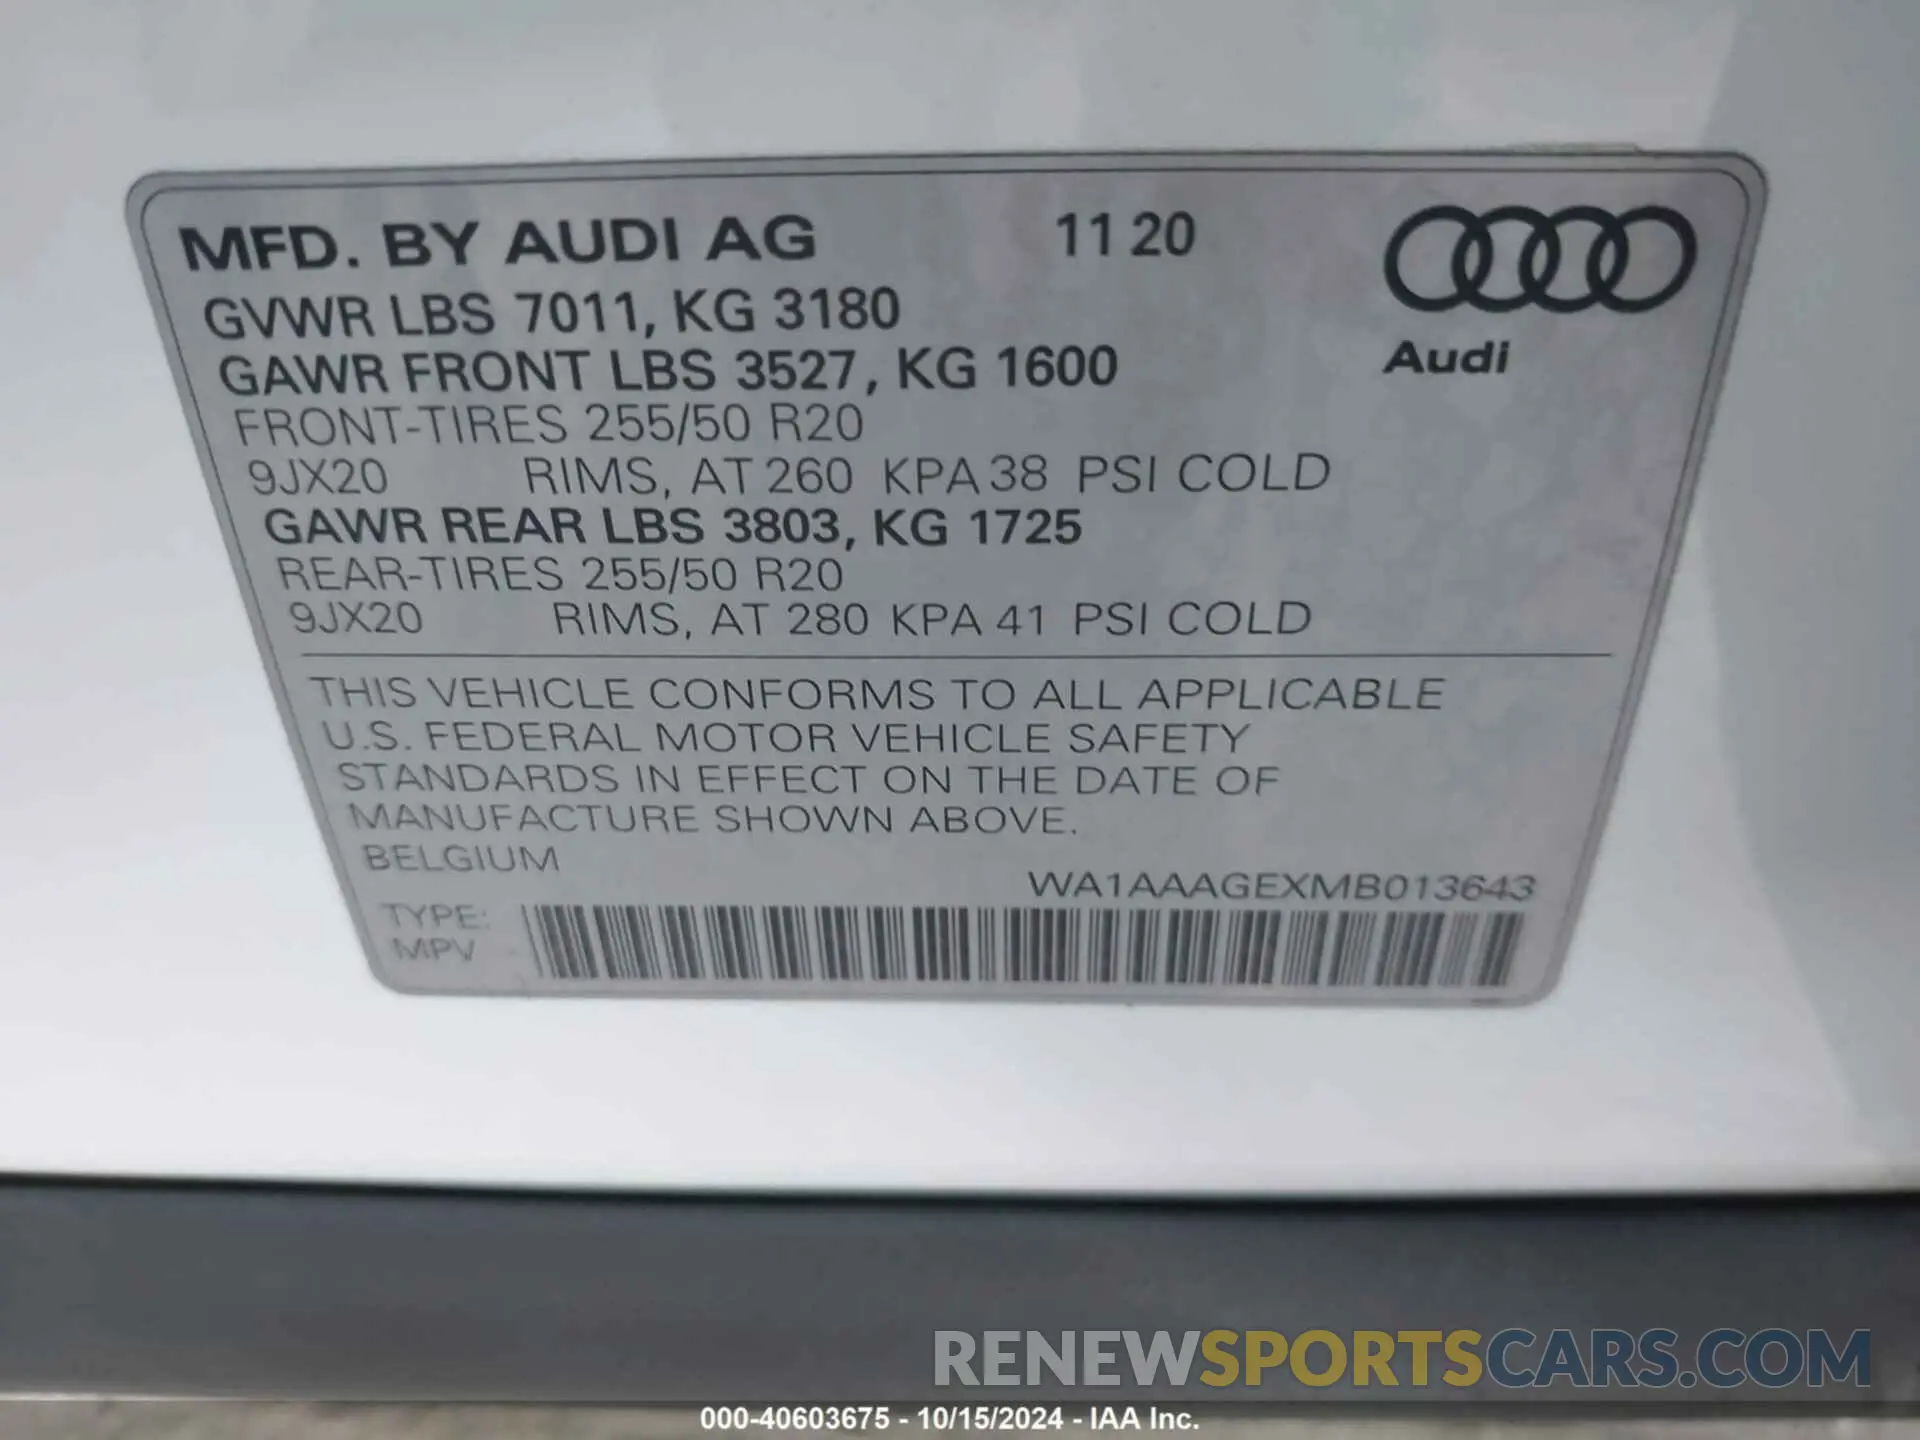 MFD. BY AUDI AG 11 20
GVWR LBS 7011, KG 3180
GAWR FRONT LBS 3527, KG 1600
Audi
FRONT-TIRES 255/50 R20
9JX20 RIMS, AT 260 KPA 38 PSI COLD
GAWR REAR LBS 3803, KG 1725
REAR-TIRES 255/50 R20
9JX20 RIMS, AT 280 KPA 41 PSI COLD
THIS VEHICLE CONFORMS TO ALL APPLICABLE
U.S. FEDERAL MOTOR VEHICLE SAFETY
STANDARDS IN EFFECT ON THE DATE OF
MANUFACTURE SHOWN ABOVE.
BELGIUM
WA1AAAGEXMB013643
TYPE:
MPV
RENEWSPORTSCARS.COM
000-40603675 - 10/15/2024 - IAA Inc.